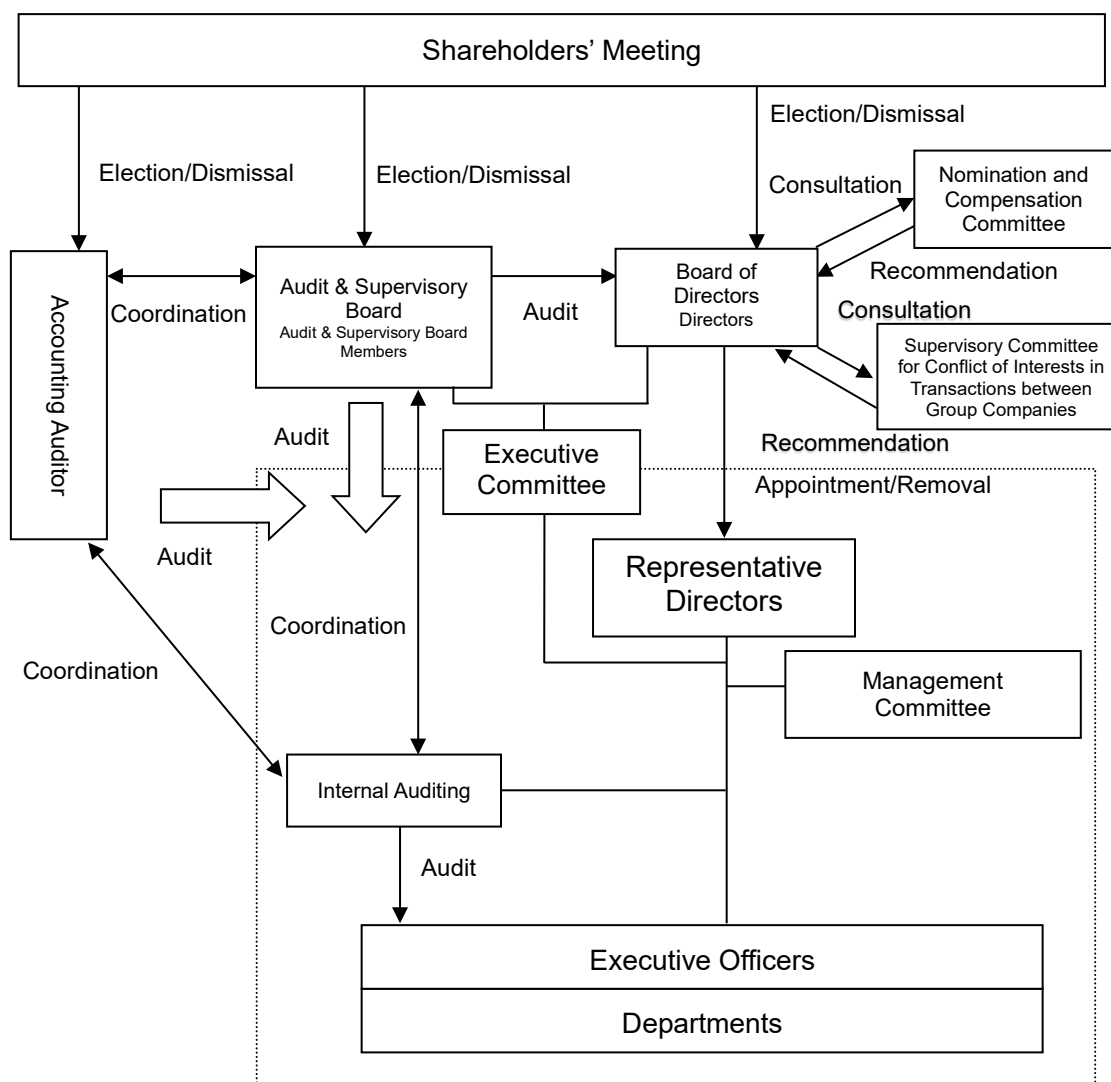 Shareholders’ Meeting
Election/Dismissal
Election/Dismissal
Election/Dismissal
Consultation
Nomination and
Compensation
Committee
Recommendation
Accounting Auditor
Coordination
Audit & Supervisory
Board
Audit & Supervisory Board
Members
Audit
Board of
Directors
Directors
Consultation
Supervisory Committee
for Conflict of Interests in
Transactions between
Group Companies
Recommendation
Audit
Executive
Committee
Appointment/Removal
Audit
Representative
Directors
Coordination
Coordination
Management
Committee
Internal Auditing
Audit
Executive Officers
Departments